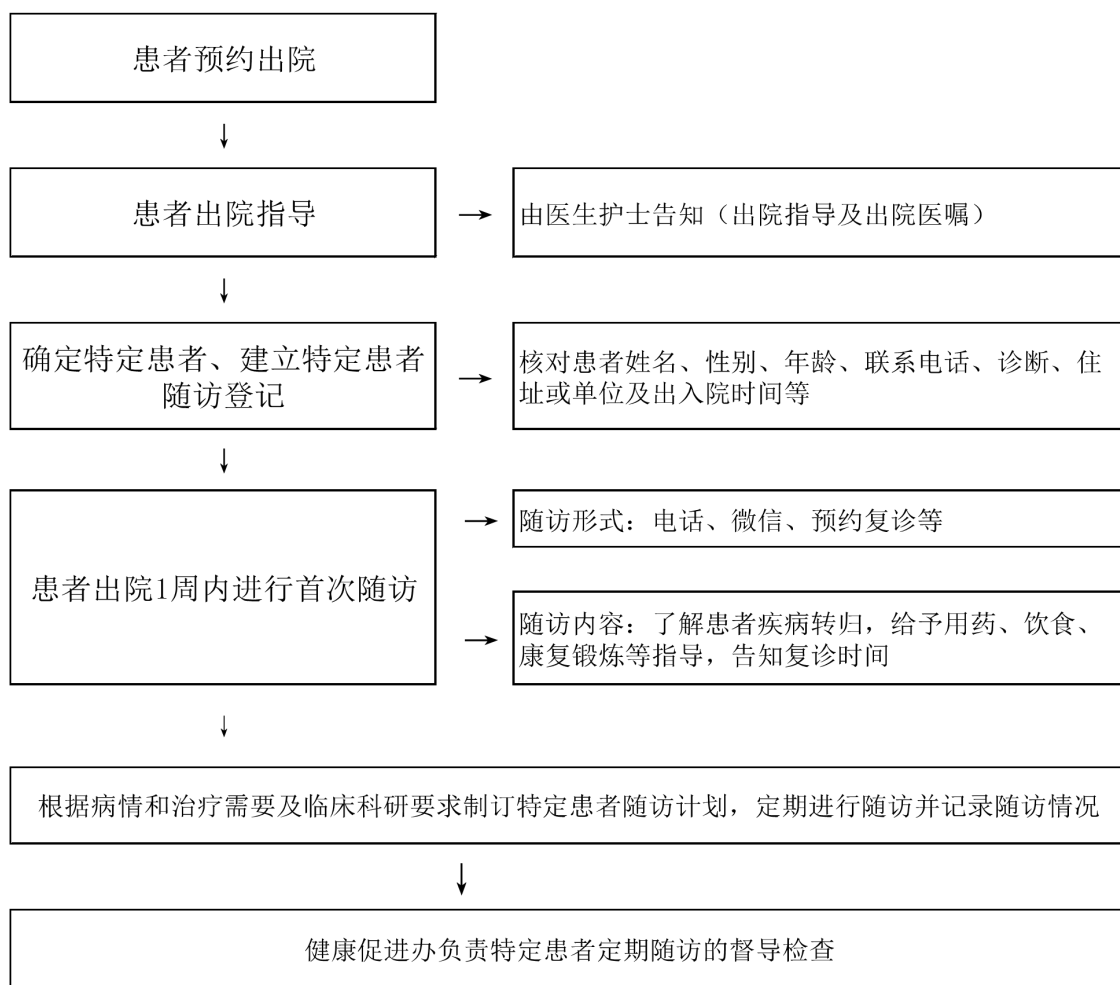 患者预约出院
患者出院指导
由医生护士告知（出院指导及出院医嘱）
确定特定患者、建立特定患者
随访登记
核对患者姓名、性别、年龄、联系电话、诊断、住
址或单位及出入院时间等
患者出院1周内进行首次随访
随访形式：电话、微信、预约复诊等
随访内容：了解患者疾病转归，给予用药、饮食、
康复锻炼等指导，告知复诊时间
根据病情和治疗需要及临床科研要求制订特定患者随访计划，定期进行随访并记录随访情况
健康促进办负责特定患者定期随访的督导检查